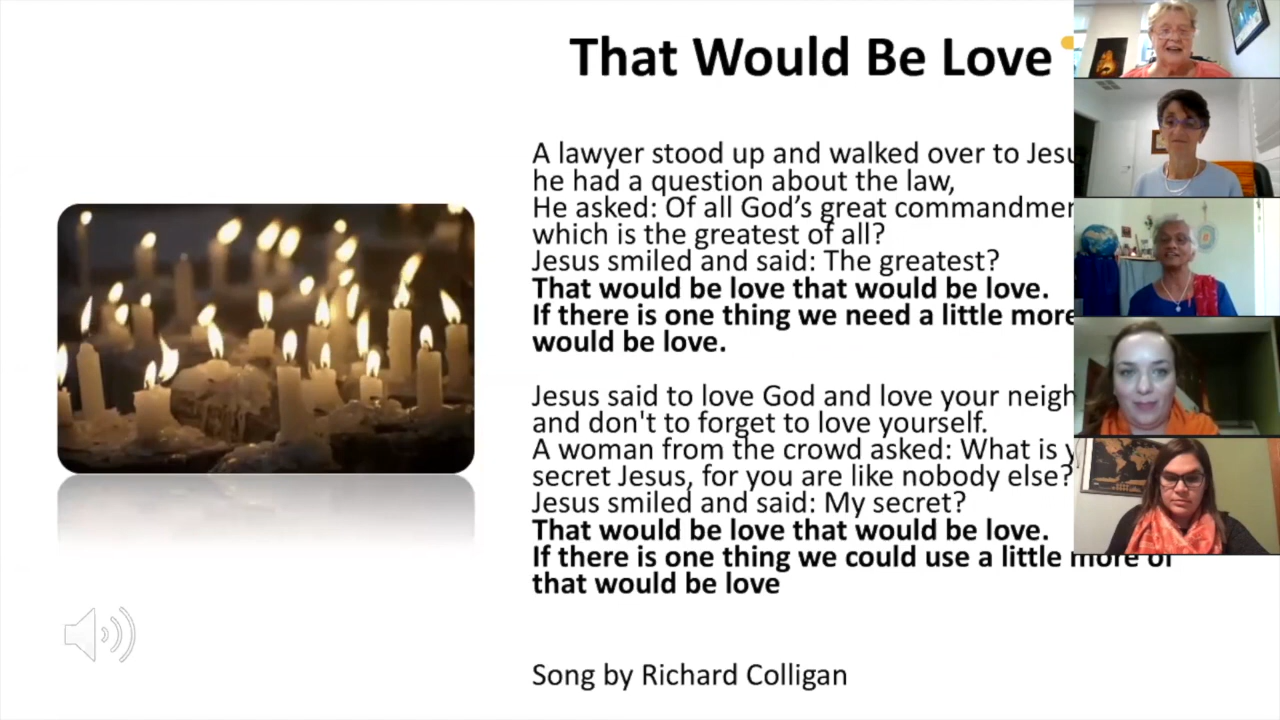 That Would Be Love
A lawyer stood up and walked over to Jesu
he had a question about the law,
He asked: Of all God’s great commandmen
which is the greatest of all?
Jesus smiled and said: The greatest?
That would be love that would be love.
If there is one thing we need a little more
would be love.
Jesus said to love God and love your neigh
and don't to forget to love yourself.
A woman from the crowd asked: What is y
secret Jesus, for you are like nobody else?
Jesus smiled and said: My secret?
That would be love that would be love.
If there is one thing we could use a little more of
that would be love
Song by Richard Colligan